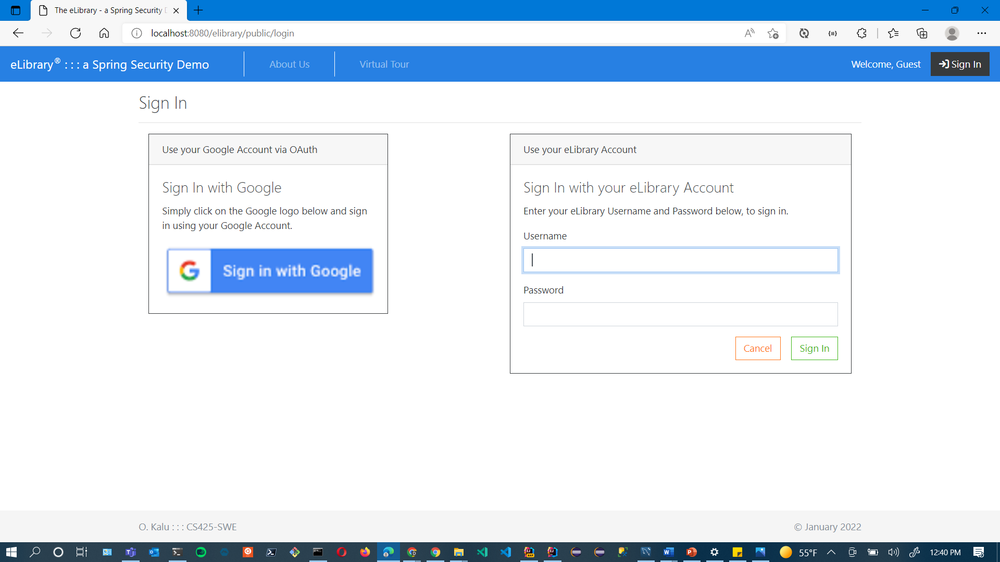 The eLibrary - a Spring Security
localhost:8080/elibrary/public/login
eLibrary® : : : a Spring Security Demo
About Us
Virtual Tour
Welcome, Guest
Sign In
Sign In
Use your Google Account via OAuth
Sign In with Google
Simply click on the Google logo below and sign
in using your Google Account.
Sign in with Google
Use your eLibrary Account
Sign In with your eLibrary Account
Enter your eLibrary Username and Password below, to sign in.
Username
Password
Cancel
Sign In
O. Kalu : : : CS425-SWE
© January 2022
55°F
12:40 PM